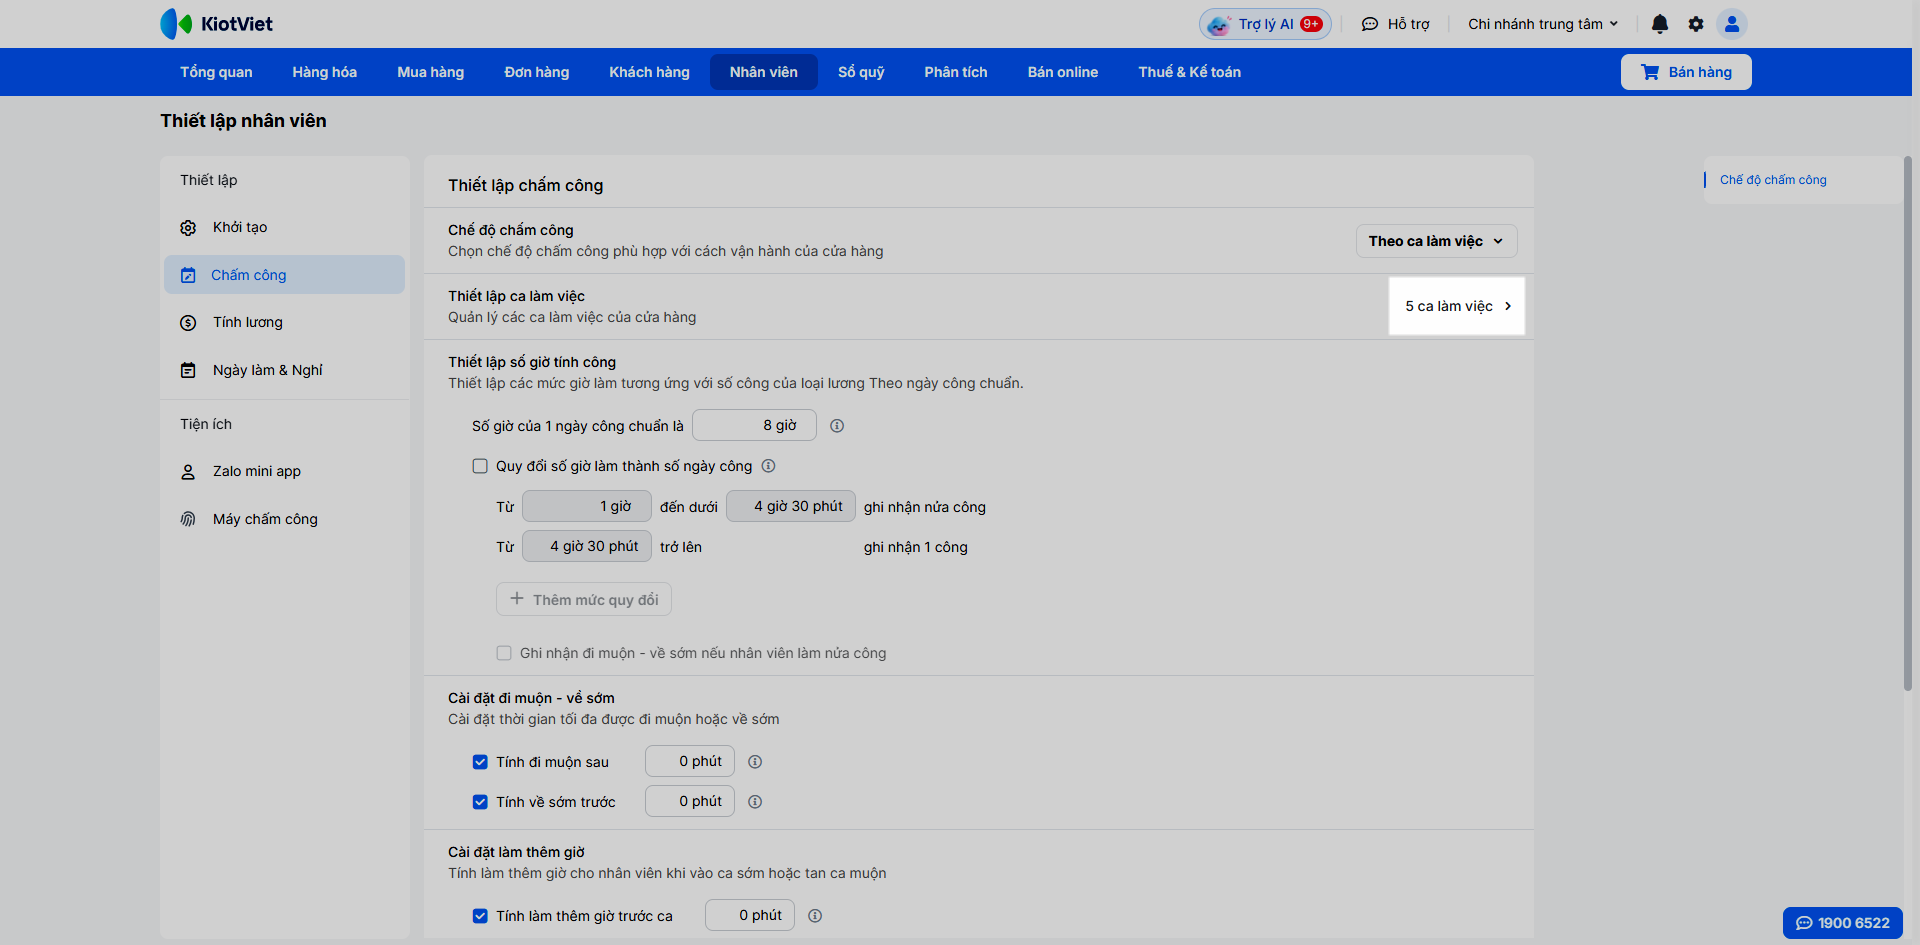 KiotViet
Trợ lý AI 9+
Hỗ trợ
Chi nhánh trung tâm
Tổng quan
Hàng hóa
Mua hàng
Đơn hàng
Khách hàng
Nhân viên
Sổ quỹ
Phân tích
Bán online
Thuế & Kế toán
Bán hàng
Thiết lập nhân viên
Thiết lập
Khởi tạo
Chấm công
Tính lương
Ngày làm & Nghỉ
Tiện ích
Zalo mini app
Máy chấm công
Thiết lập chấm công
Chế độ chấm công
Chọn chế độ chấm công phù hợp với cách vận hành của cửa hàng
Theo ca làm việc
Thiết lập ca làm việc
Quản lý các ca làm việc của cửa hàng
5 ca làm việc
Thiết lập số giờ tính công
Thiết lập các mức giờ làm tương ứng với số công của loại lương Theo ngày công chuẩn.
Số giờ của 1 ngày công chuẩn là 8 giờ
Quy đổi số giờ làm thành số ngày công
Từ 1 giờ đến dưới 4 giờ 30 phút ghi nhận nửa công
Từ 4 giờ 30 phút trở lên ghi nhận 1 công
Thêm mức quy đổi
Ghi nhận đi muộn - về sớm nếu nhân viên làm nửa công
Cài đặt đi muộn - về sớm
Cài đặt thời gian tối đa được đi muộn hoặc về sớm
Tính đi muộn sau 0 phút
Tính về sớm trước 0 phút
Cài đặt làm thêm giờ
Tính làm thêm giờ cho nhân viên khi vào ca sớm hoặc tan ca muộn
Tính làm thêm giờ trước ca 0 phút
Chế độ chấm công
1900 6522